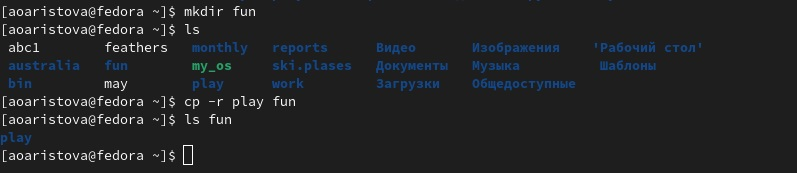 [aoaristova@fedora ~]$ mkdir fun
[aoaristova@fedora ~]$ ls
abc1 feathers monthly reports Видео Изображения 'Рабочий стол'
australia fun my_os ski.plases Документы Музыка Шаблоны
bin may play work Загрузки Общедоступные
[aoaristova@fedora ~]$ cp -r play fun
[aoaristova@fedora ~]$ ls fun
play
[aoaristova@fedora ~]$